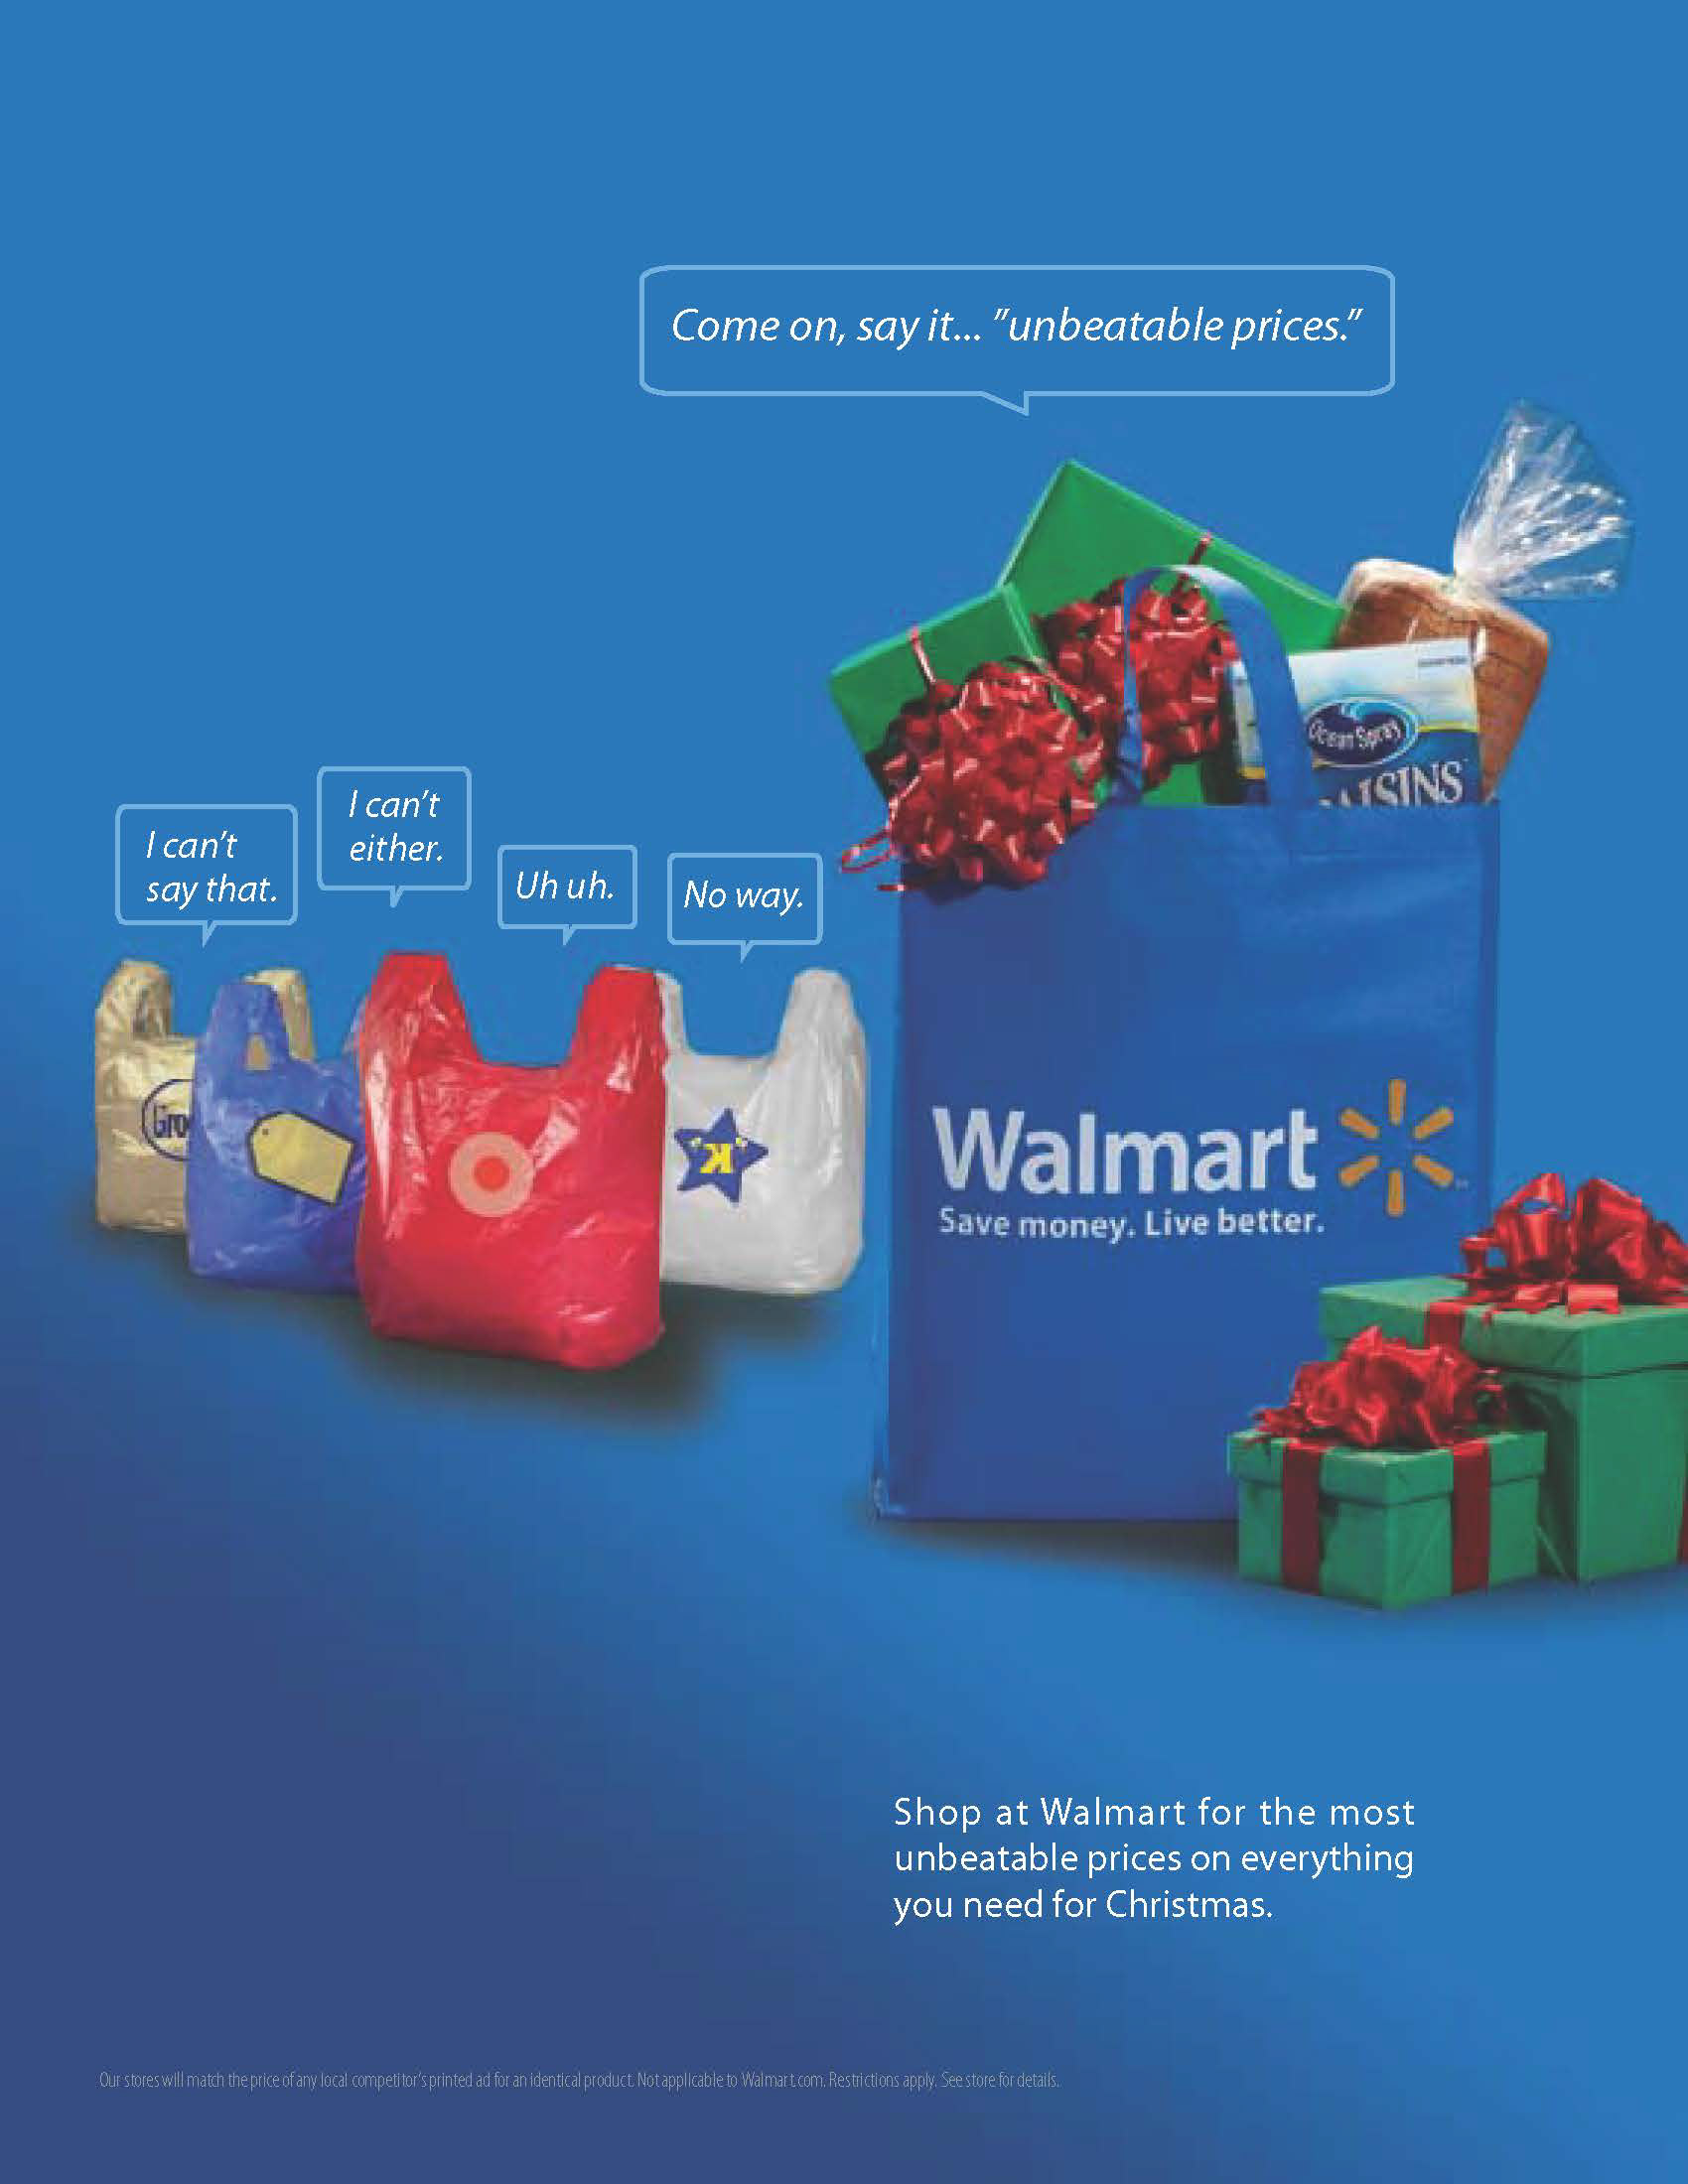 Come on, say it... "unbeatable prices."
I can't
either.
I can't
say that.
Uh uh.
No way.
Ocean Spray
AISINS
Gro
"K"
Walmart
Save money. Live better.
Shop at Walmart for the most
unbeatable prices on everything
you need for Christmas.
Our stores will match the price of any local competitor's printed ad for an identical product. Not applicable to Walmart.com. Restrictions apply. See store for details.